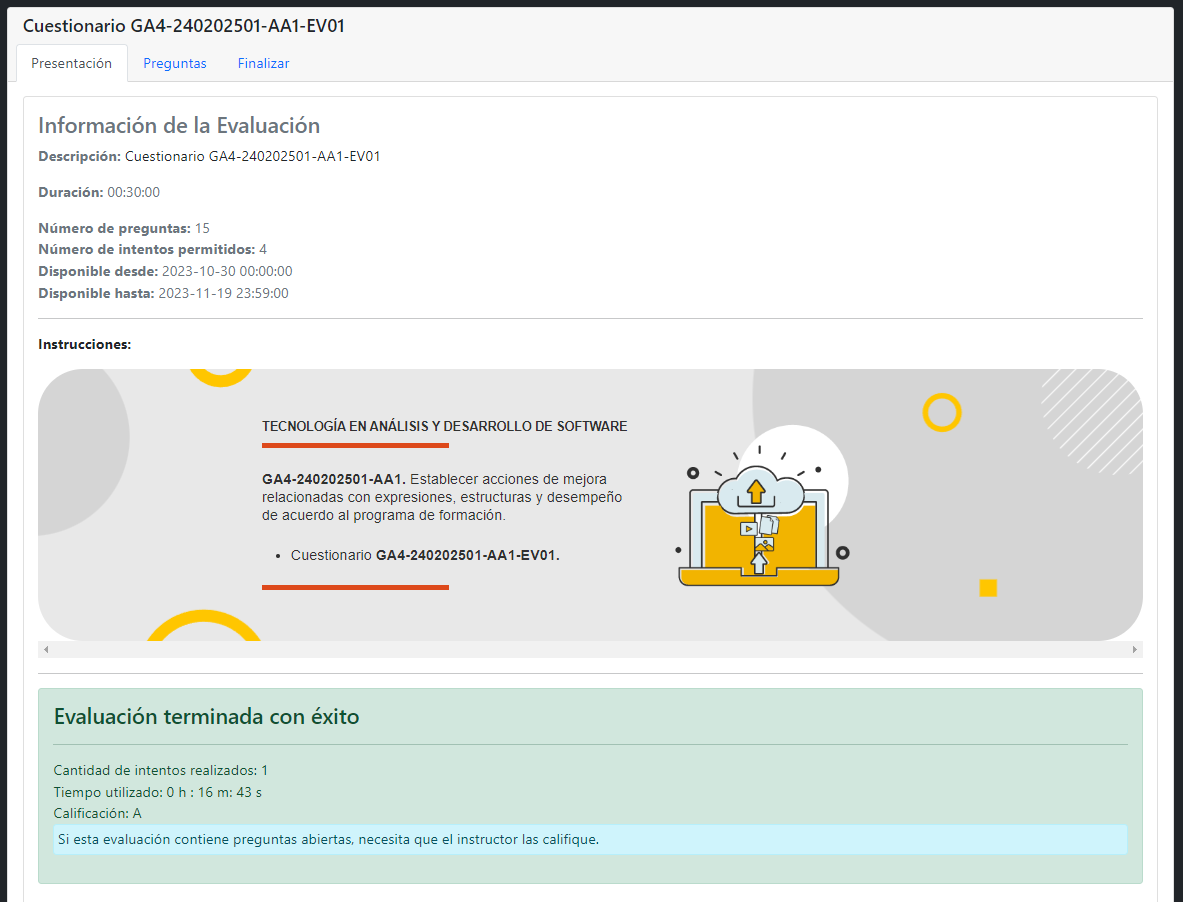 Cuestionario GA4-240202501-AA1-EV01
Presentación
Preguntas
Finalizar
Información de la Evaluación
Descripción: Cuestionario GA4-240202501-AA1-EV01
Duración: 00:30:00
Número de preguntas: 15
Número de intentos permitidos: 4
Disponible desde: 2023-10-30 00:00:00
Disponible hasta: 2023-11-19 23:59:00
Instrucciones:
TECNOLOGÍA EN ANÁLISIS Y DESARROLLO DE SOFTWARE
GA4-240202501-AA1. Establecer acciones de mejora
relacionadas con expresiones, estructuras y desempeño
de acuerdo al programa de formación.
• Cuestionario GA4-240202501-AA1-EV01.
Evaluación terminada con éxito
Cantidad de intentos realizados: 1
Tiempo utilizado: 0 h : 16 m: 43 s
Calificación: A
Si esta evaluación contiene preguntas abiertas, necesita que el instructor las califique.